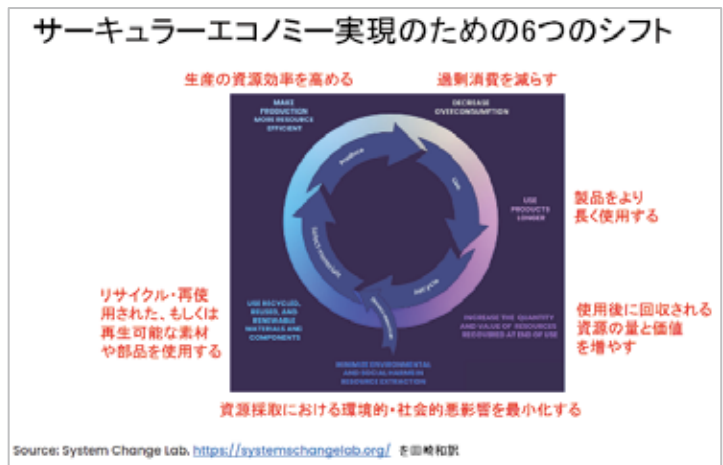 サーキュラーエコノミー実現のための6つのシフト
生産の資源効率を高める
過剰消費を減らす
MAKE
PRODUCTION
MORE RESOURCE
EFFICIENT
DECREASE
OVERCONSUMPTION
Produce
Use
USE
PRODUCTS
LONGER
製品をより
長く使用する
Select materials
Recycle
リサイクル・再使
用された、もしくは
再生可能な素材
や部品を使用する
USE RECYCLED,
REUSED, AND
RENEWABLE
MATERIALS AND
COMPONENTS
INCREASE THE QUANTITY
AND VALUE OF RESOURCES
RECOVERED AT END OF USE
使用後に回収される
資源の量と価値
を増やす
MINIMIZE ENVIRONMENTAL
AND SOCIAL HARMS IN
RESOURCE EXTRACTION
資源採取における環境的・社会的悪影響を最小化する
Source: System Change Lab. https://systemschangelab.org/ を田崎和訳